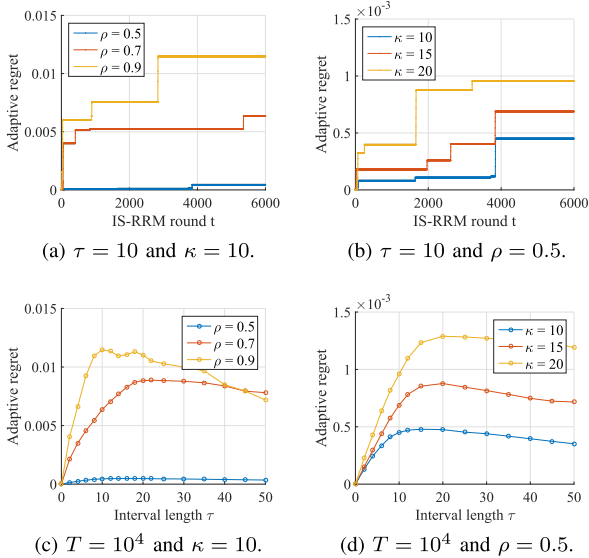 0.015
0.01
0.005
0
Adaptive regret
ρ = 0.5
ρ = 0.7
ρ = 0.9
0 2000 4000 6000
IS-RRM round t
(a) τ = 10 and κ = 10.
×10⁻³
1.5
1
0.5
0
Adaptive regret
κ = 10
κ = 15
κ = 20
0 2000 4000 6000
IS-RRM round t
(b) τ = 10 and ρ = 0.5.
0.015
0.01
0.005
0
Adaptive regret
ρ = 0.5
ρ = 0.7
ρ = 0.9
0 10 20 30 40 50
Interval length τ
(c) T = 10⁴ and κ = 10.
×10⁻³
1.5
1
0.5
0
Adaptive regret
κ = 10
κ = 15
κ = 20
0 10 20 30 40 50
Interval length τ
(d) T = 10⁴ and ρ = 0.5.